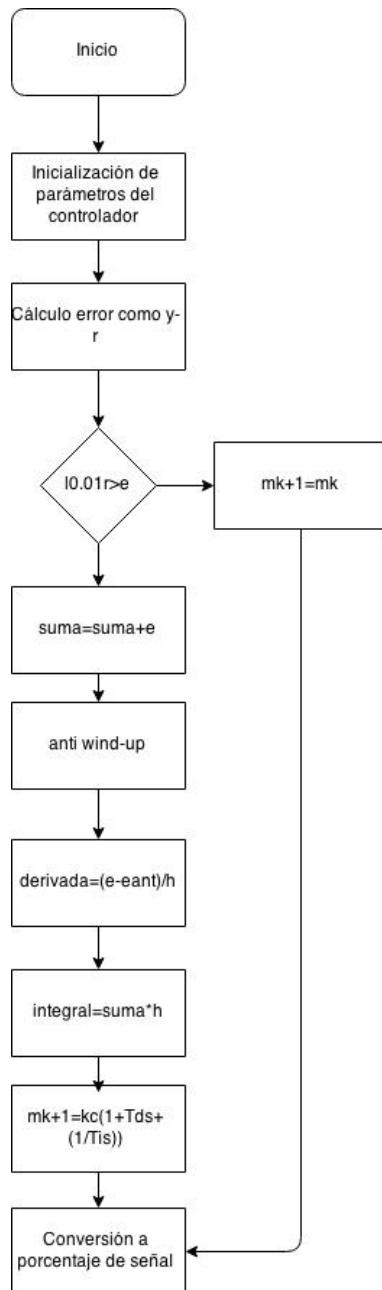 Inicio
Inicialización de
parámetros del
controlador
Cálculo error como y-
r
l0.01r>e
mk+1=mk
suma=suma+e
anti wind-up
derivada=(e-eant)/h
integral=suma*h
mk+1=kc(1+Tds+
(1/Tis))
Conversión a
porcentaje de señal